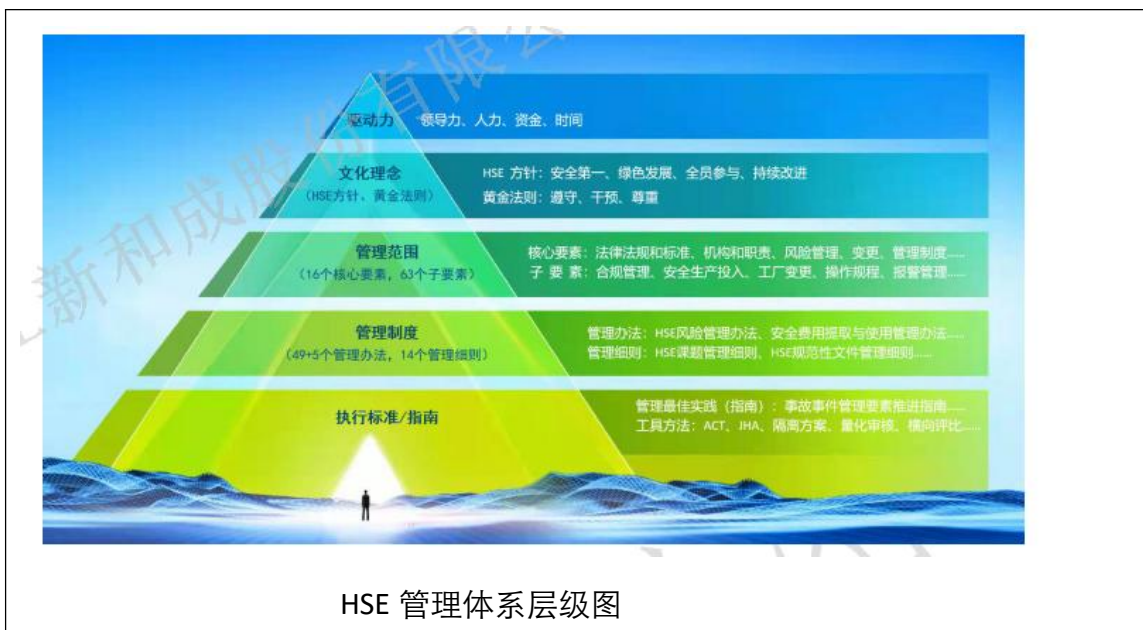 驱动力 领导力、人力、资金、时间
文化理念
(HSE方针、黄金法则)
HSE 方针：安全第一、绿色发展、全员参与、持续改进
黄金法则：遵守、干预、尊重
管理范围
(16个核心要素，63个子要素)
核心要素：法律法规和标准、机构和职责、风险管理、变更、管理制度......
子 要 素：合规管理、安全生产投入、工厂变更、操作规程、报警管理......
管理制度
(49+5个管理办法，14个管理细则)
管理办法：HSE风险管理办法、安全费用提取与使用管理办法......
管理细则：HSE课题管理细则、HSE规范性文件管理细则......
执行标准/指南
管理最佳实践（指南）：事故事件管理要素推进指南......
工具方法：ACT、JHA、隔离方案、量化审核、横向评比......
新和成股份有限公
HSE 管理体系层级图